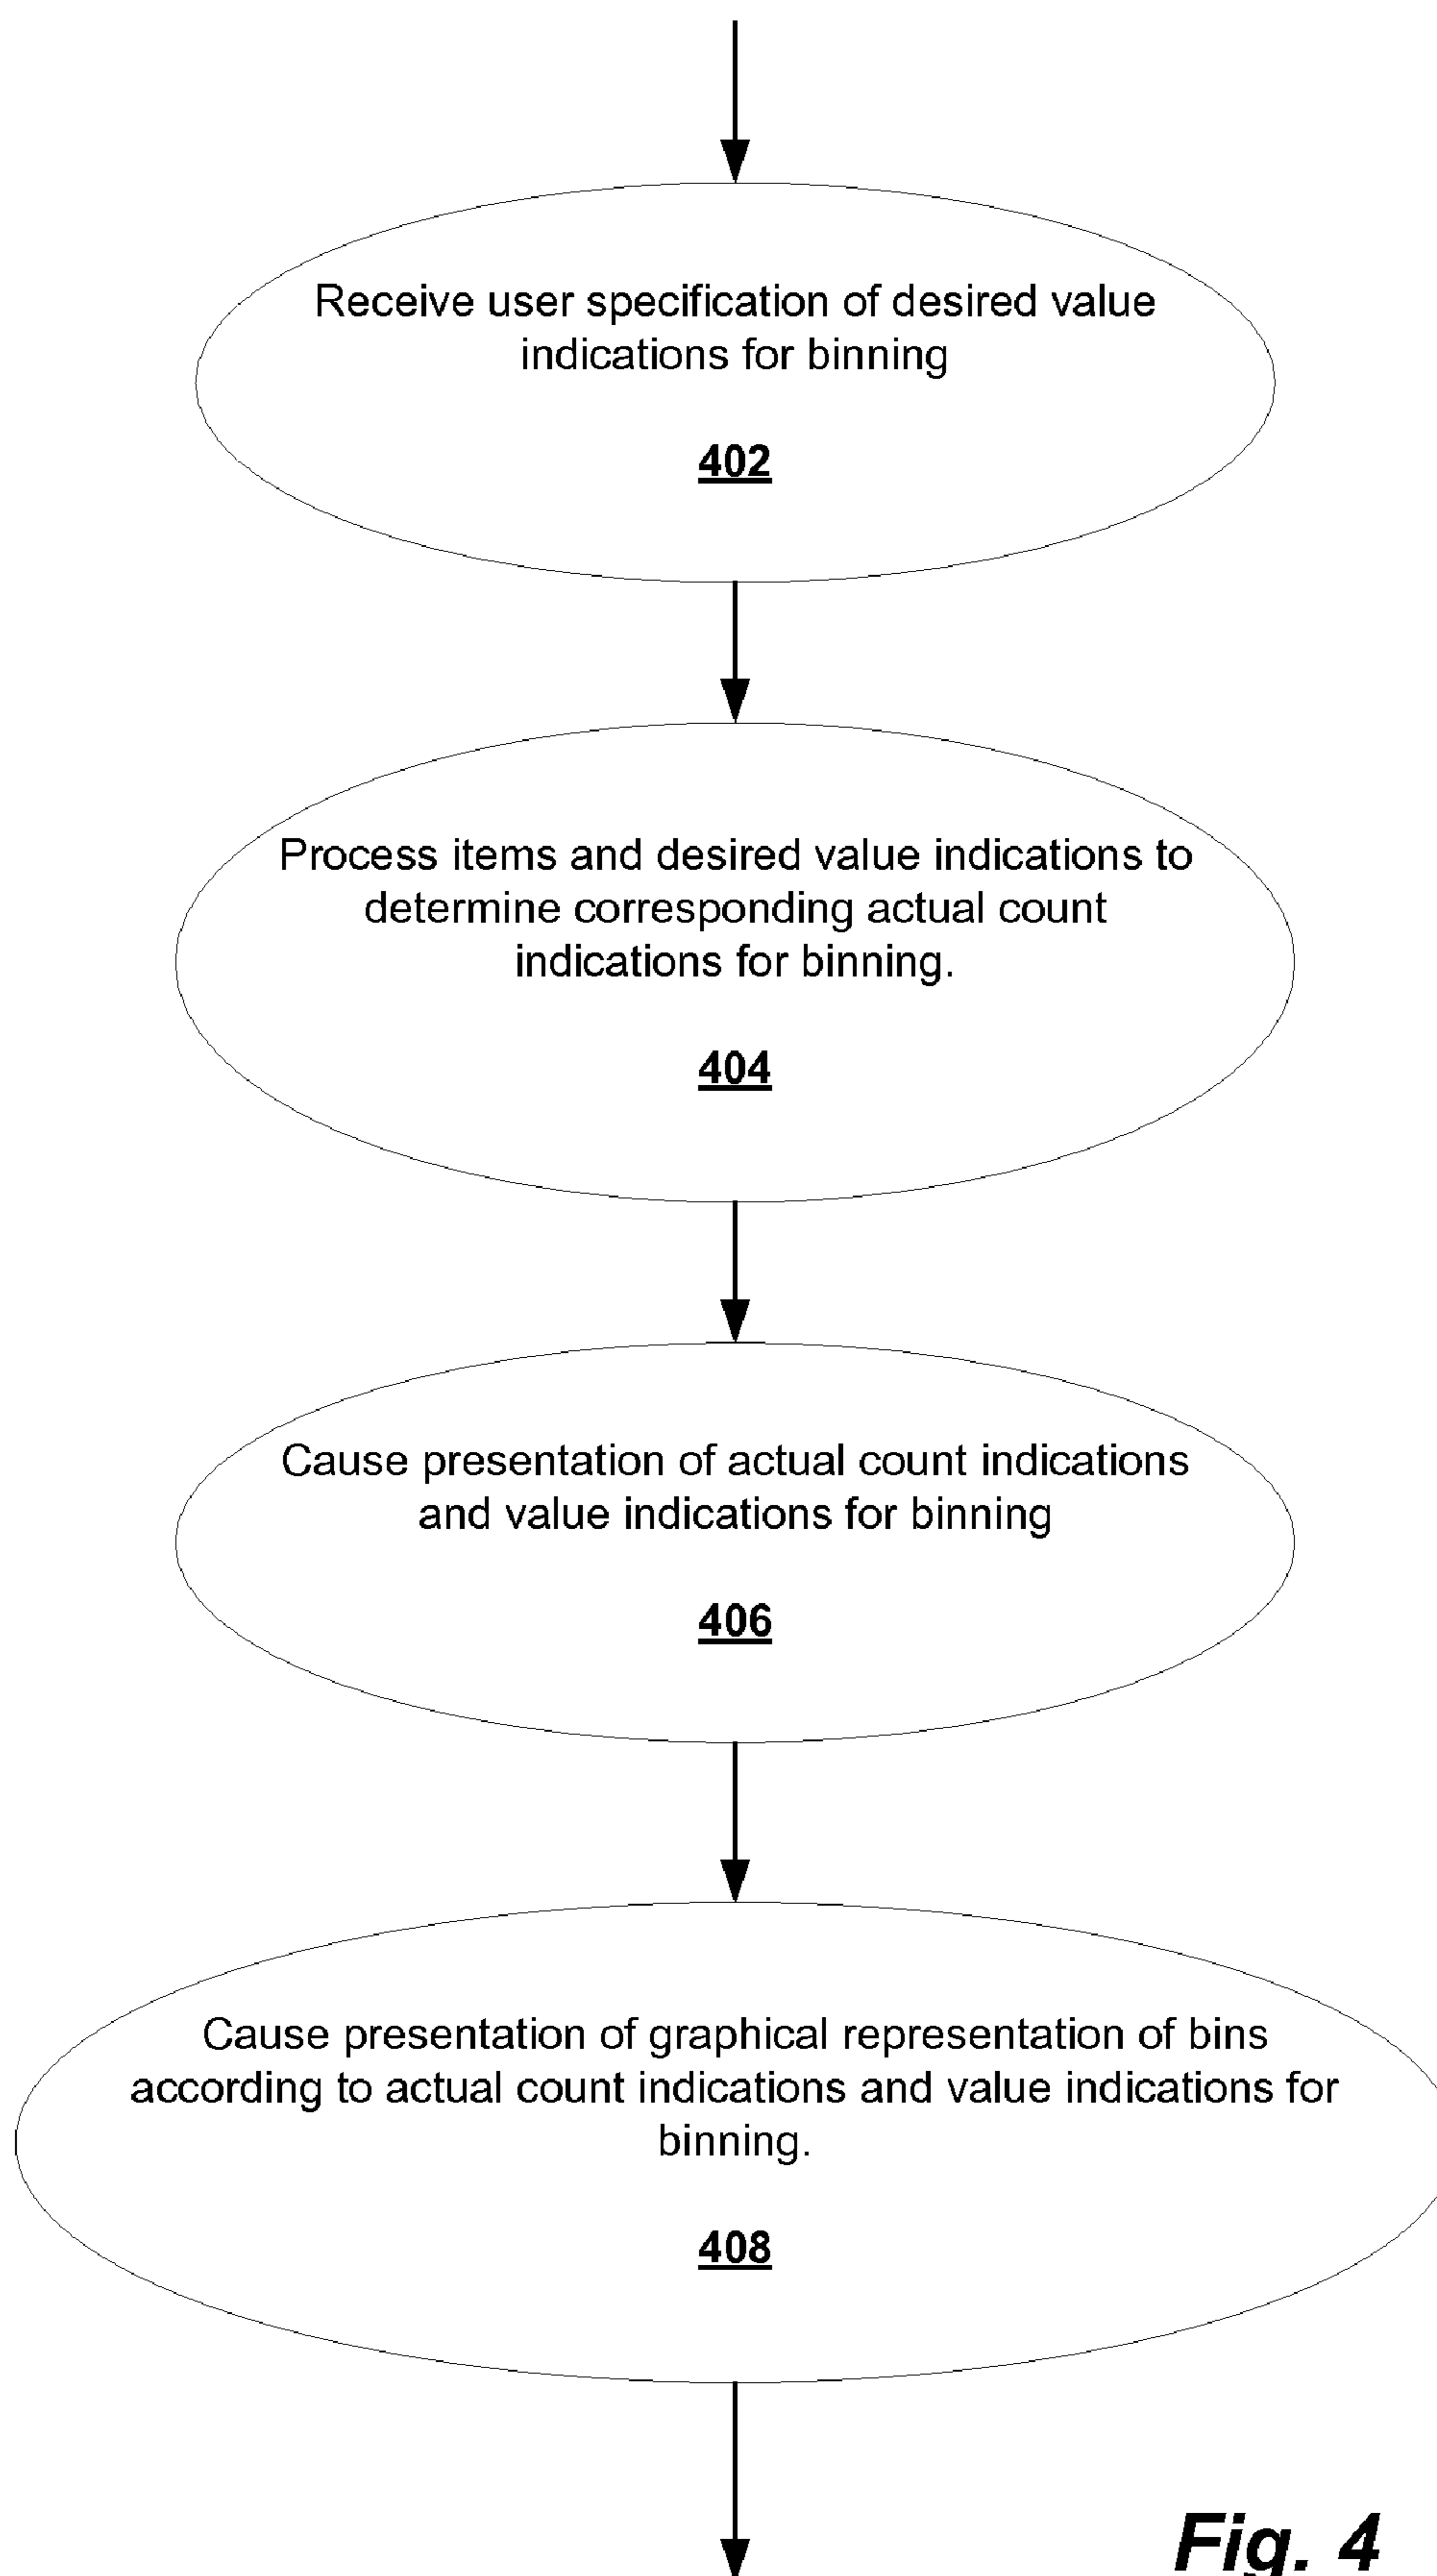 Receive user specification of desired value
indications for binning
402
Process items and desired value indications to
determine corresponding actual count
indications for binning.
404
Cause presentation of actual count indications
and value indications for binning
406
Cause presentation of graphical representation of bins
according to actual count indications and value indications for
binning.
408
Fig. 4